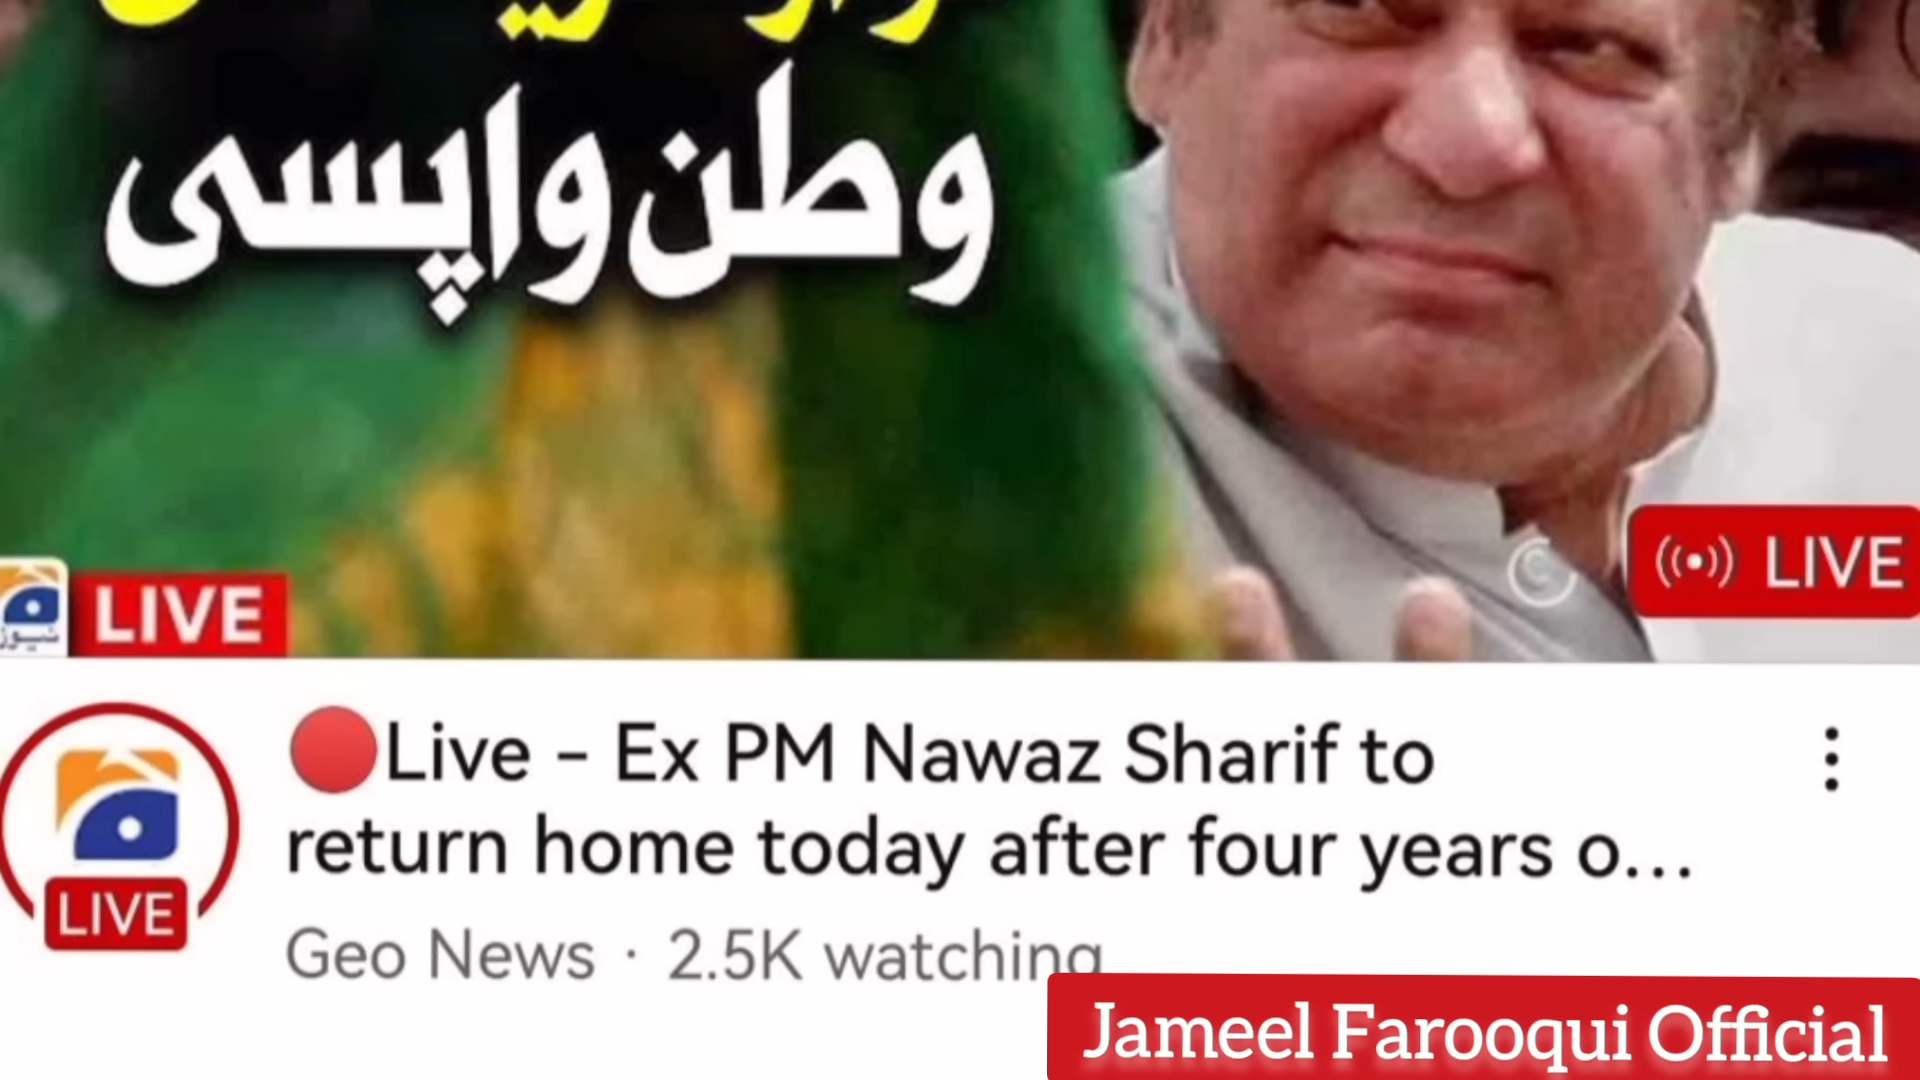 وطن واپسی
LIVE
نیوز
LIVE
Live - Ex PM Nawaz Sharif to
return home today after four years o...
LIVE
Geo News · 2.5K watching
Jameel Farooqui Official